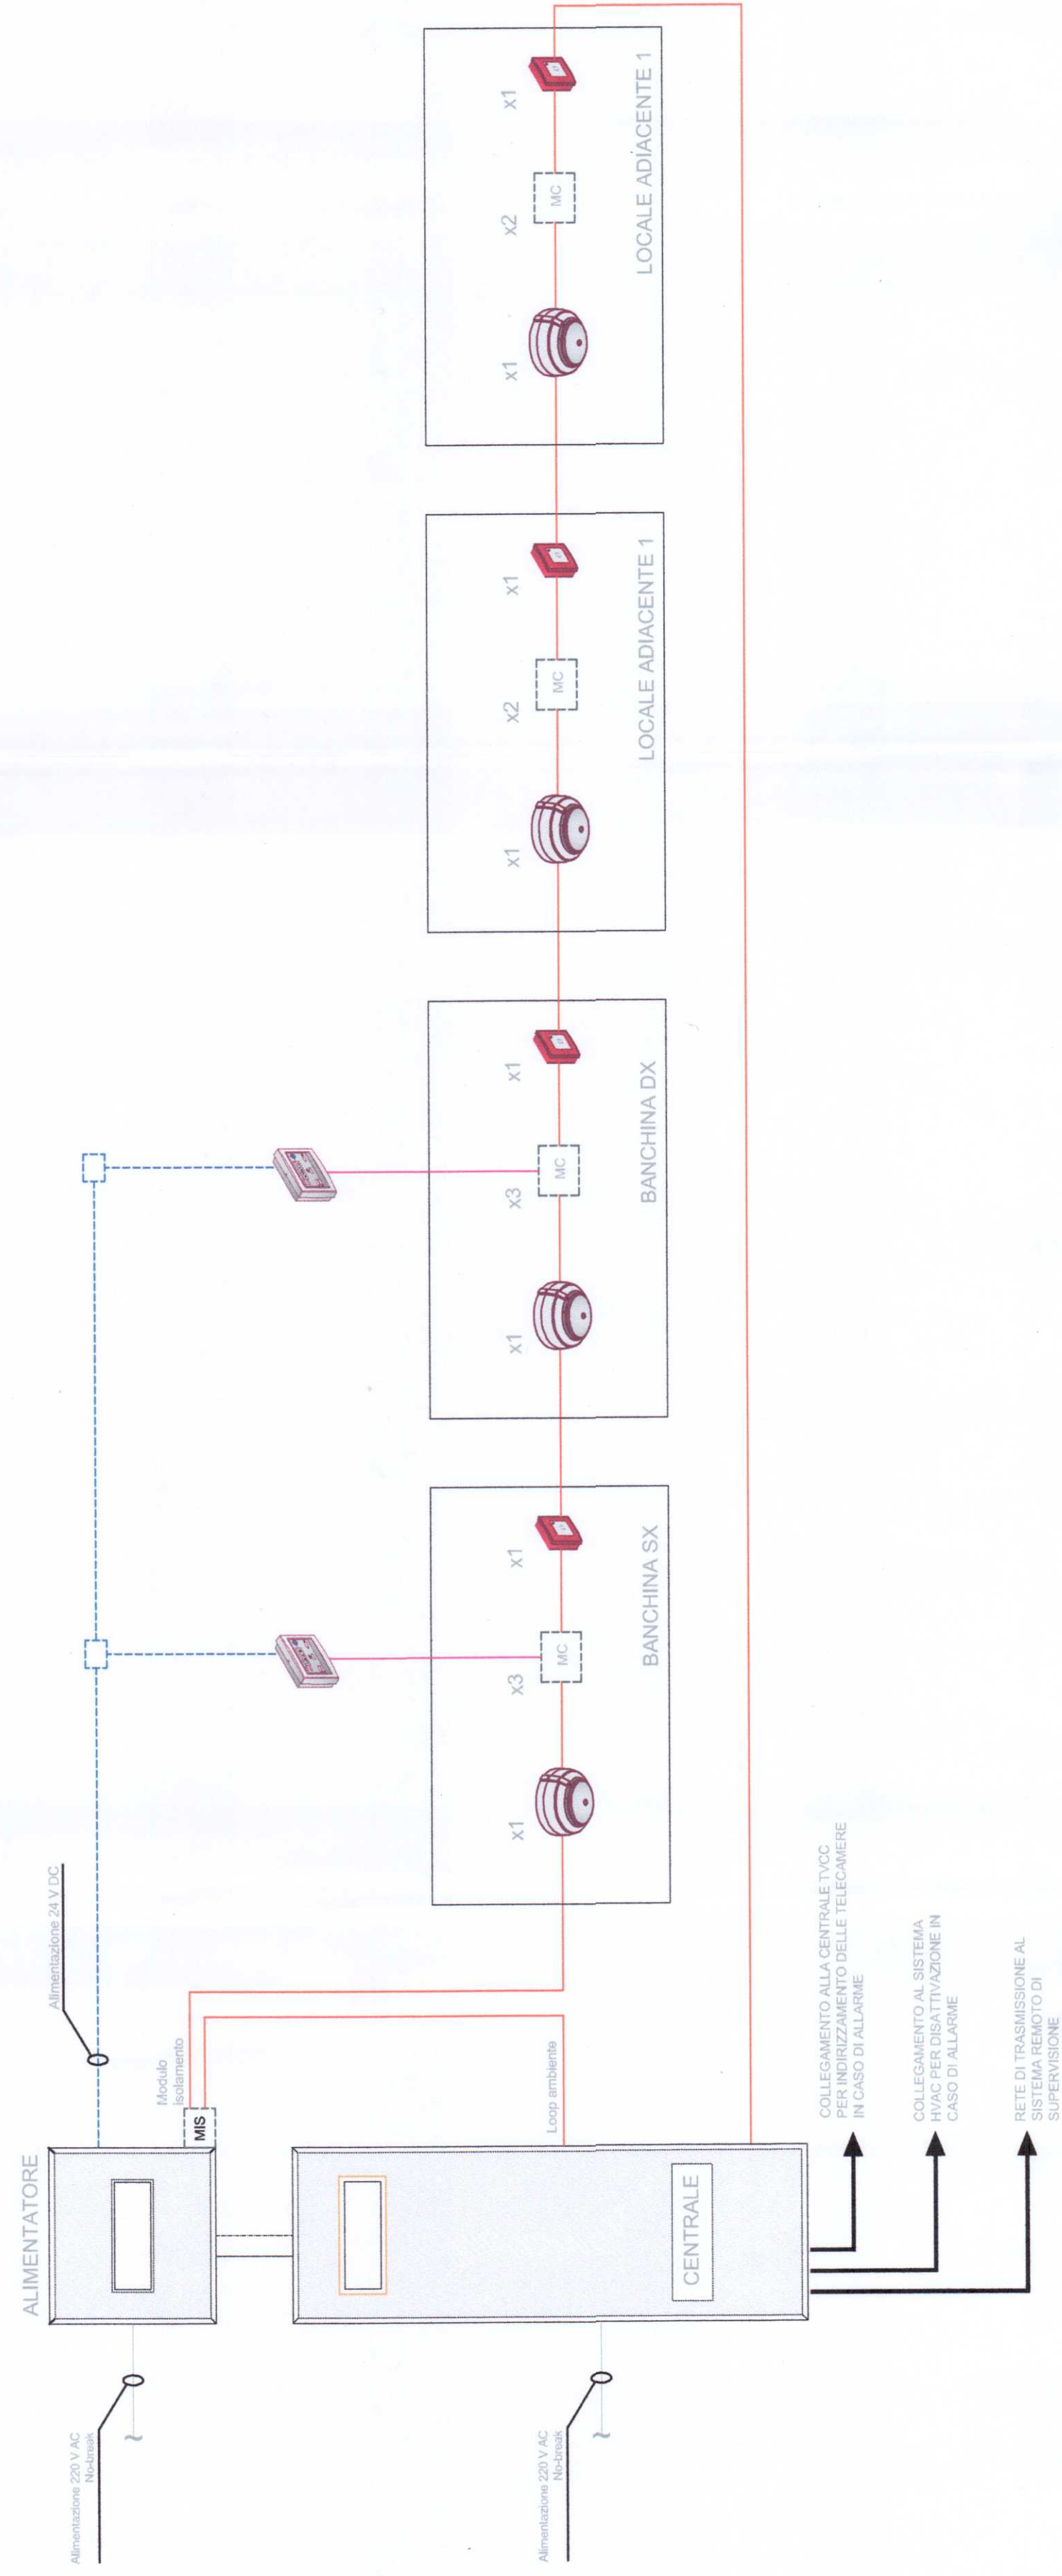 ALIMENTATORE
Alimentazione 220 V AC
No-break
Alimentazione 24 V DC
MIS
Modulo
isolamento
Loop ambiente
CENTRALE
Alimentazione 220 V AC
No-break
x1
x3
MC
x1
BANCHINA SX
x1
x3
MC
x1
BANCHINA DX
x1
x2
MC
x1
LOCALE ADIACENTE 1
x1
x2
MC
x1
LOCALE ADIACENTE 1
COLLEGAMENTO ALLA CENTRALE TVCC
PER INDIRIZZAMENTO DELLE TELECAMERE
IN CASO DI ALLARME
COLLEGAMENTO AL SISTEMA
HVAC PER DISATTIVAZIONE IN
CASO DI ALLARME
RETE DI TRASMISSIONE AL
SISTEMA REMOTO DI
SUPERVISIONE